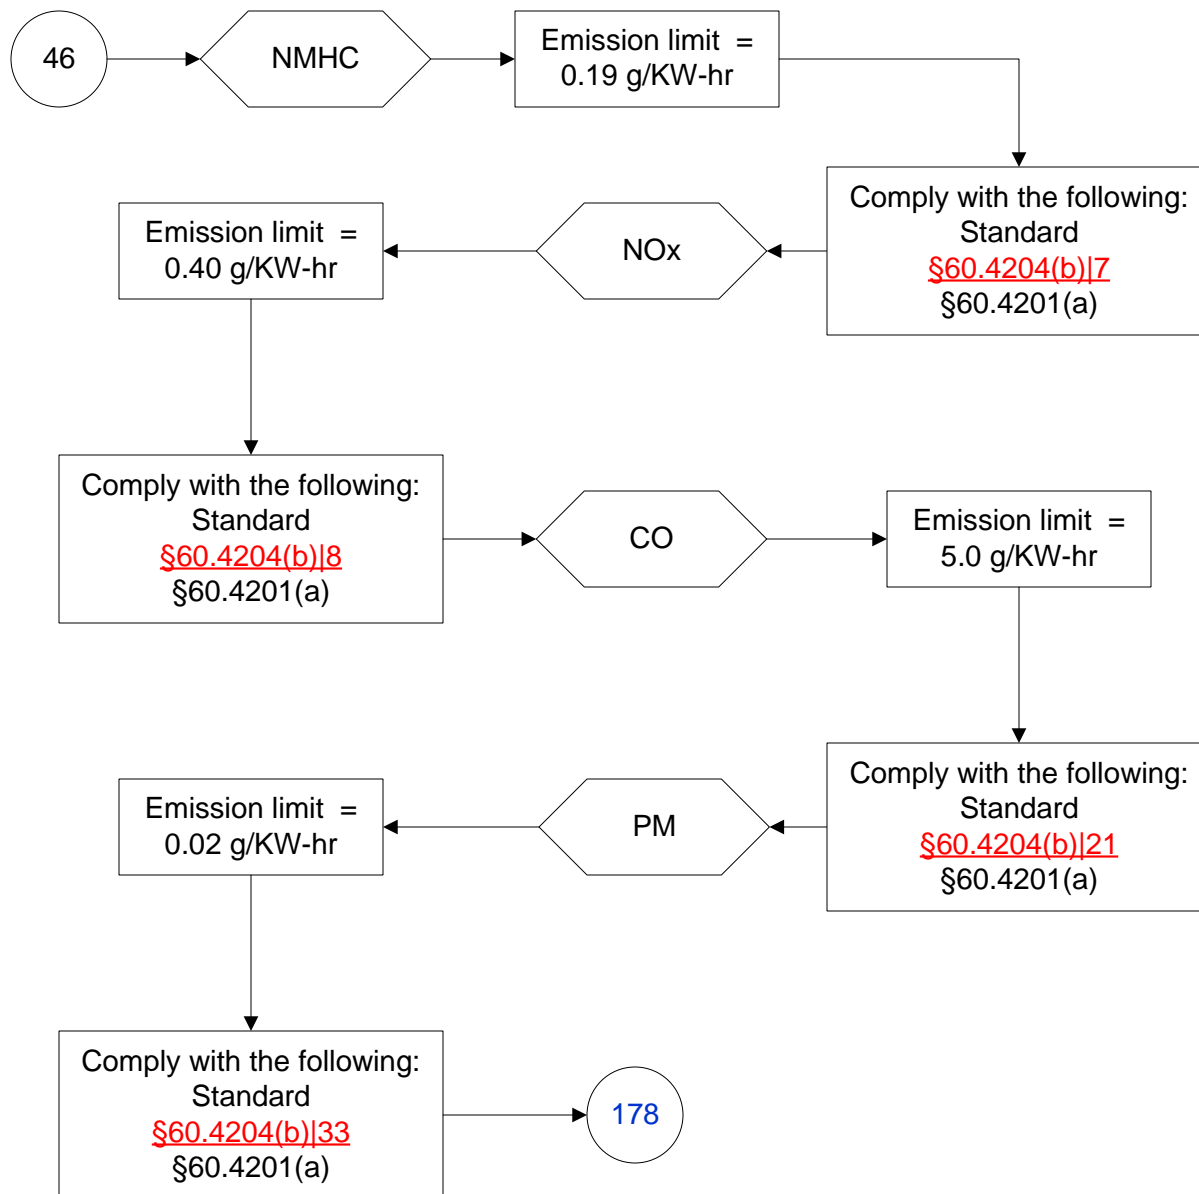 46
NMHC
Emission limit  =
0.19 g/KW-hr
Comply with the following:
Standard
§60.4204(b)|7
§60.4201(a)
NOx
Emission limit  =
0.40 g/KW-hr
Comply with the following:
Standard
§60.4204(b)|8
§60.4201(a)
CO
Emission limit  =
5.0 g/KW-hr
Comply with the following:
Standard
§60.4204(b)|21
§60.4201(a)
PM
Emission limit  =
0.02 g/KW-hr
Comply with the following:
Standard
§60.4204(b)|33
§60.4201(a)
178